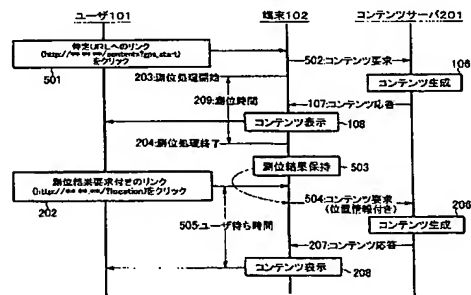 ユーザ101
端末102
コンテンツサーバ201
特定URLへのリンク
(http://**.**.**/contents?gps_start)
をクリック
501
502:コンテンツ要求
203:測位処理開始
コンテンツ生成
106
209:測位時間
107:コンテンツ応答
コンテンツ表示
108
204:測位処理終了
測位結果保持
503
測位結果要求付きのリンク
(http://**.**.**/?location)をクリック
202
504:コンテンツ要求
(位置情報付き)
505:ユーザ待ち時間
コンテンツ生成
206
207:コンテンツ応答
コンテンツ表示
208